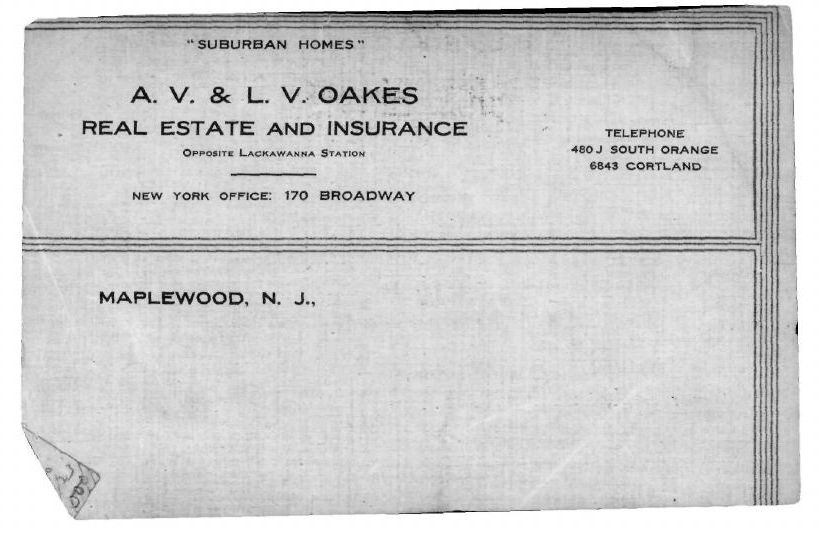 "SUBURBAN HOMES"
A. V. & L. V. OAKES
REAL ESTATE AND INSURANCE
OPPOSITE LACKAWANNA STATION
NEW YORK OFFICE: 170 BROADWAY
TELEPHONE
480 J SOUTH ORANGE
6843 CORTLAND
MAPLEWOOD, N. J.,